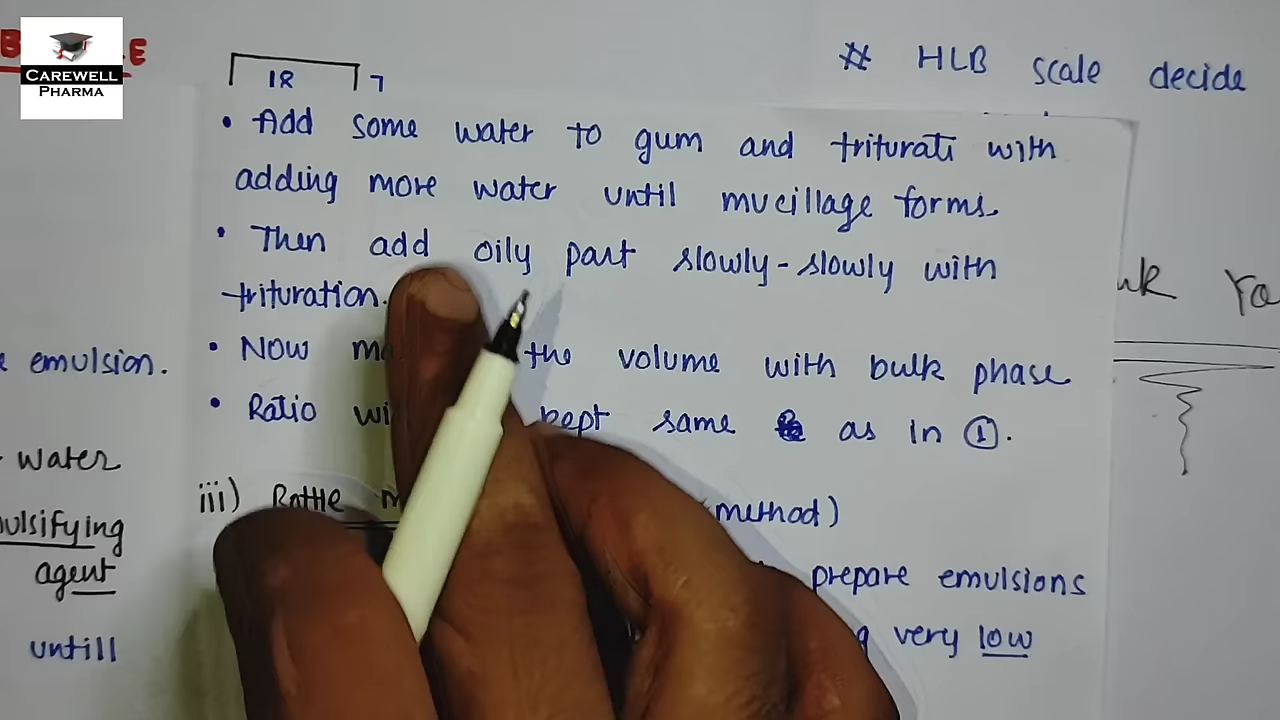 CAREWELL
PHARMA
# HLB scale decide
• Add some water to gum and triturati with
adding more water until mucillage forms.
• Then add oily part slowly-slowly with
trituration.
• Now the volume with bulk phase
• Ratio kept same as in ①.
iii) Bottle method)
prepare emulsions
very low
emulsion.
water
agent
untill